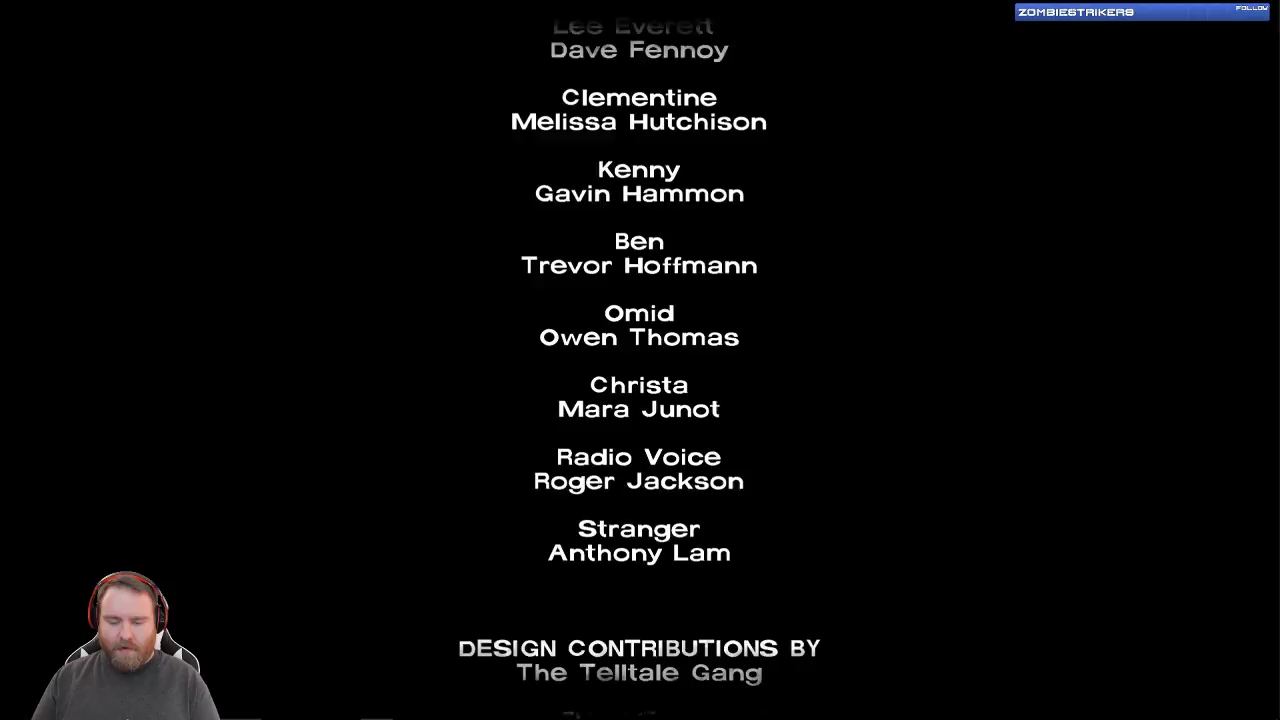 ZOMBIESTRIKER9
FOLLOW
Lee Everett
Dave Fennoy
Clementine
Melissa Hutchison
Kenny
Gavin Hammon
Ben
Trevor Hoffmann
Omid
Owen Thomas
Christa
Mara Junot
Radio Voice
Roger Jackson
Stranger
Anthony Lam
DESIGN CONTRIBUTIONS BY
The Telltale Gang